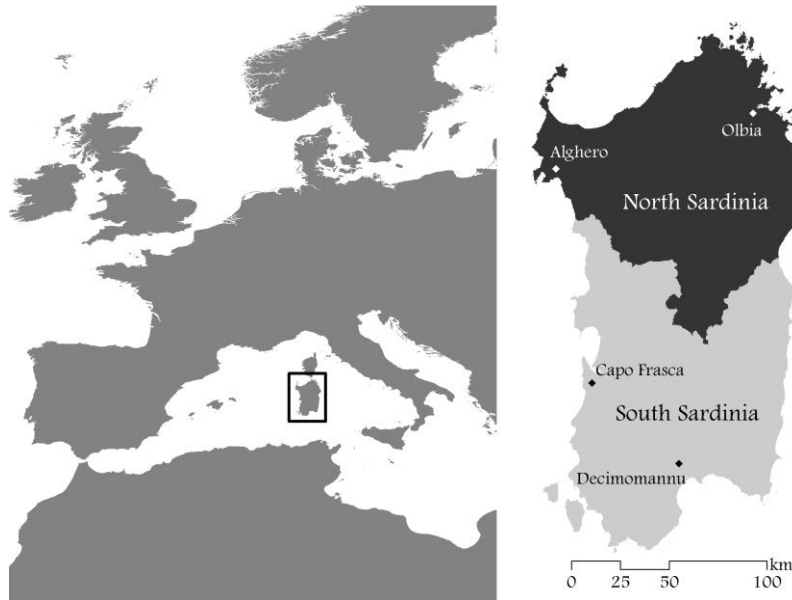 Olbia
Alghero
North Sardinia
Capo Frasca
South Sardinia
Decimomannu
km
0 25 50 100